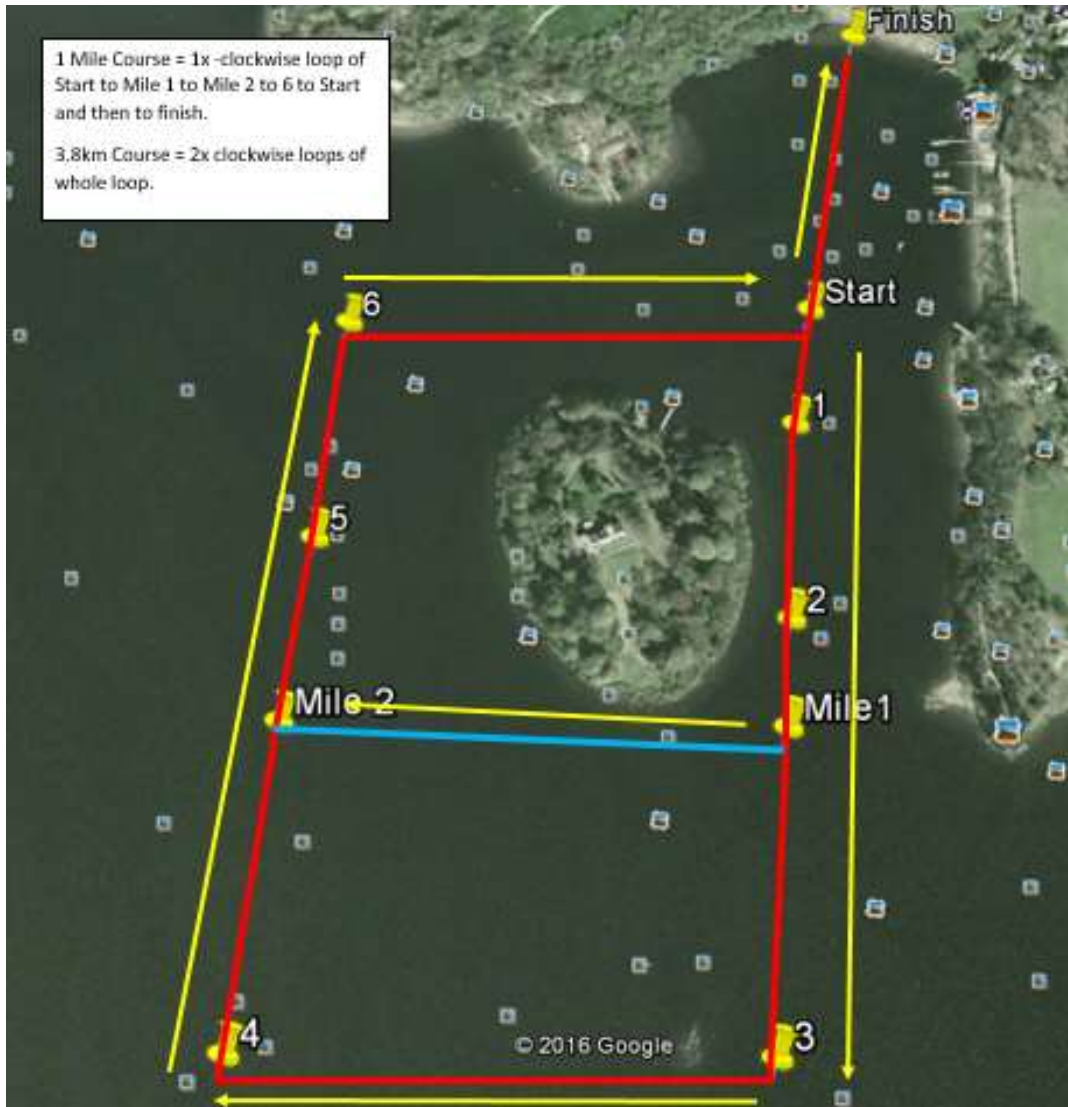 Finish
1 Mile Course = 1x -clockwise loop of
Start to Mile 1 to Mile 2 to 6 to Start
and then to finish.
3.8km Course = 2x clockwise loops of
whole loop.
6
Start
1
5
2
Mile 2
Mile1
4
3
© 2016 Google